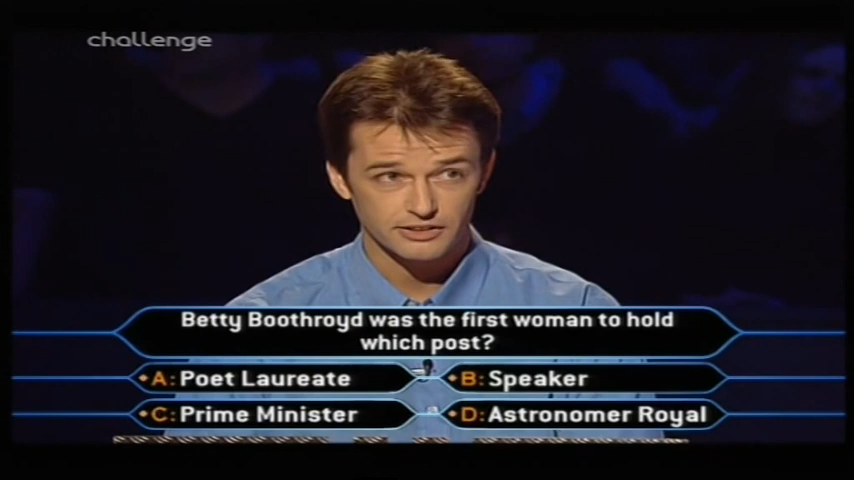 challenge
Betty Boothroyd was the first woman to hold
which post?
A: Poet Laureate
B: Speaker
C: Prime Minister
D: Astronomer Royal